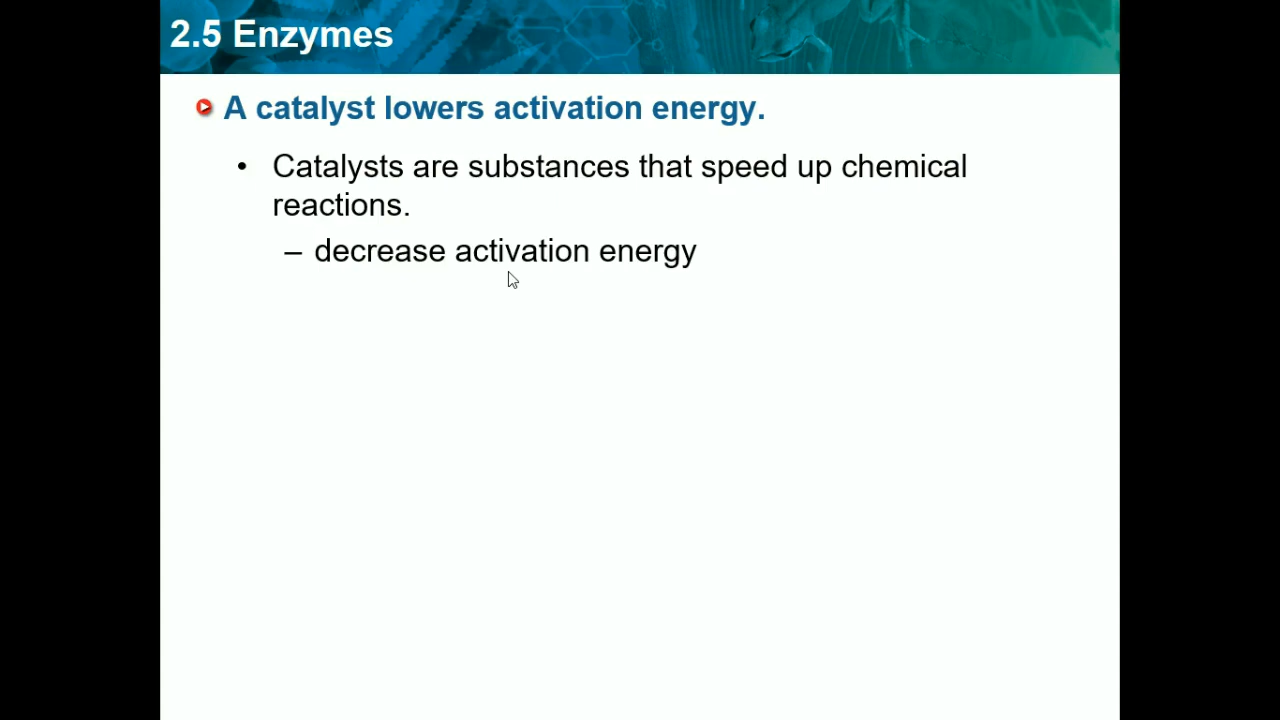 2.5 Enzymes
A catalyst lowers activation energy.
• Catalysts are substances that speed up chemical
reactions.
– decrease activation energy